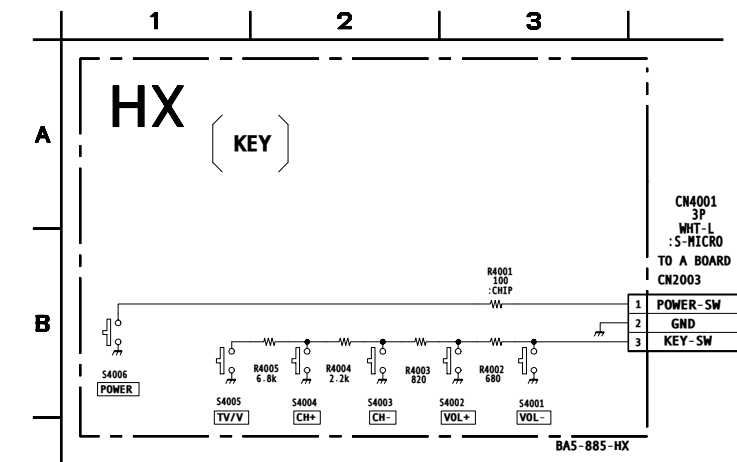 1 2 3
A
HX
KEY
CN4001
3P
WHT-L
:S-MICRO
TO A BOARD
CN2003
R4001
100
:CHIP
1 POWER-SW
2 GND
3 KEY-SW
B
S4006
POWER
R4005
6.8k
R4004
2.2k
R4003
820
R4002
680
S4005
TV/V
S4004
CH+
S4003
CH-
S4002
VOL+
S4001
VOL-
BA5-885-HX